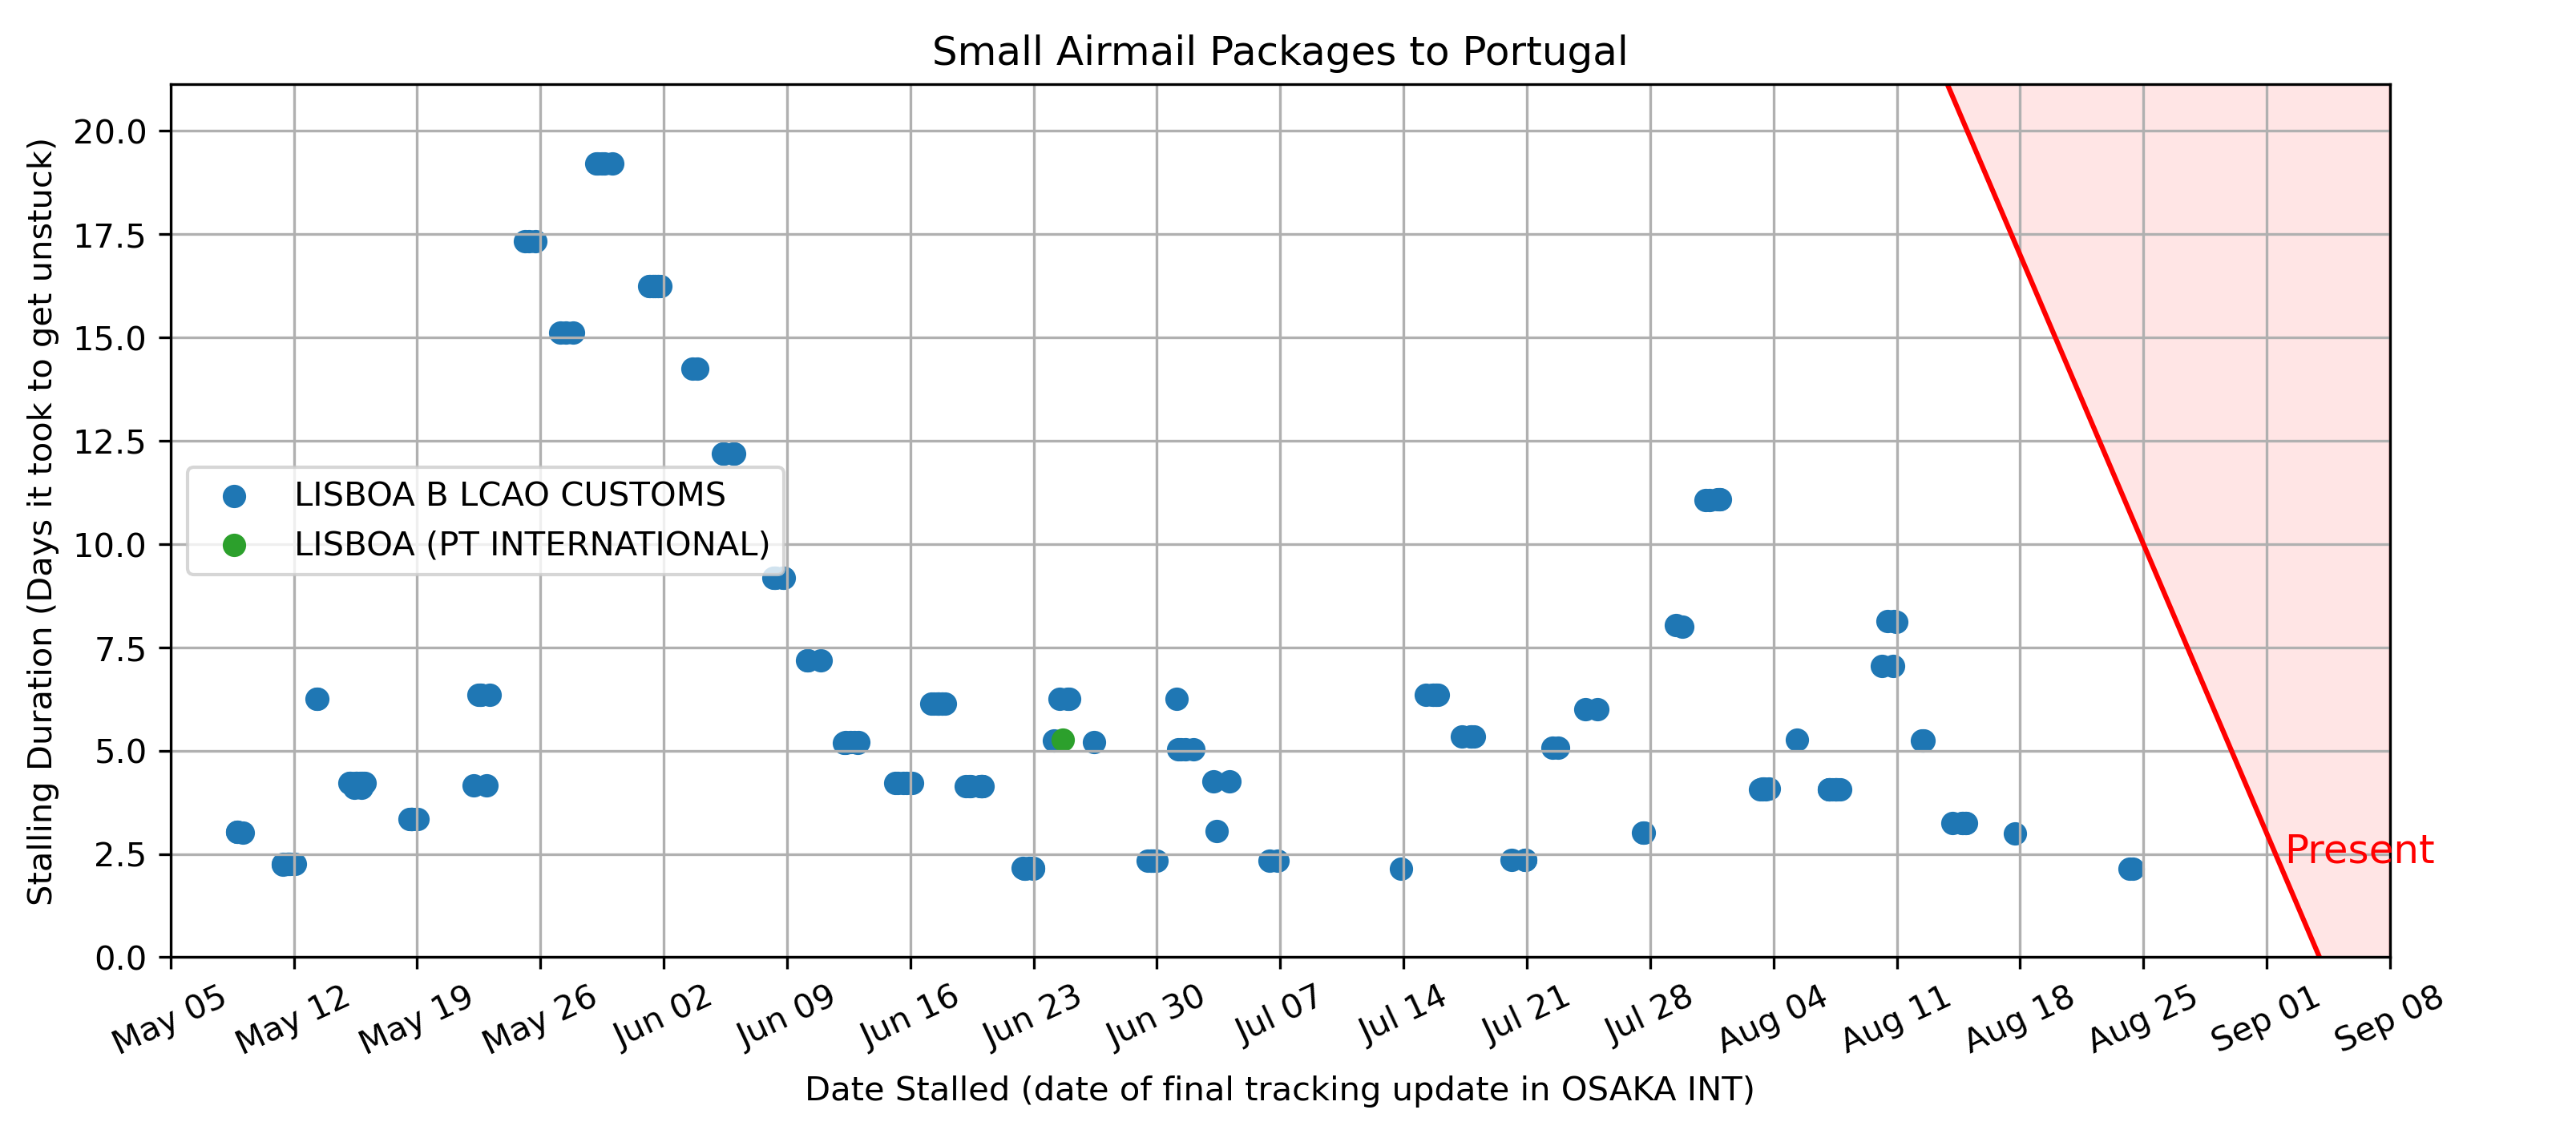 Small Airmail Packages to Portugal
Stalling Duration (Days it took to get unstuck)
20.0
17.5
15.0
12.5
10.0
7.5
5.0
2.5
0.0
LISBOA B LCAO CUSTOMS
LISBOA (PT INTERNATIONAL)
Present
May 05
May 12
May 19
May 26
Jun 02
Jun 09
Jun 16
Jun 23
Jun 30
Jul 07
Jul 14
Jul 21
Jul 28
Aug 04
Aug 11
Aug 18
Aug 25
Sep 01
Sep 08
Date Stalled (date of final tracking update in OSAKA INT)